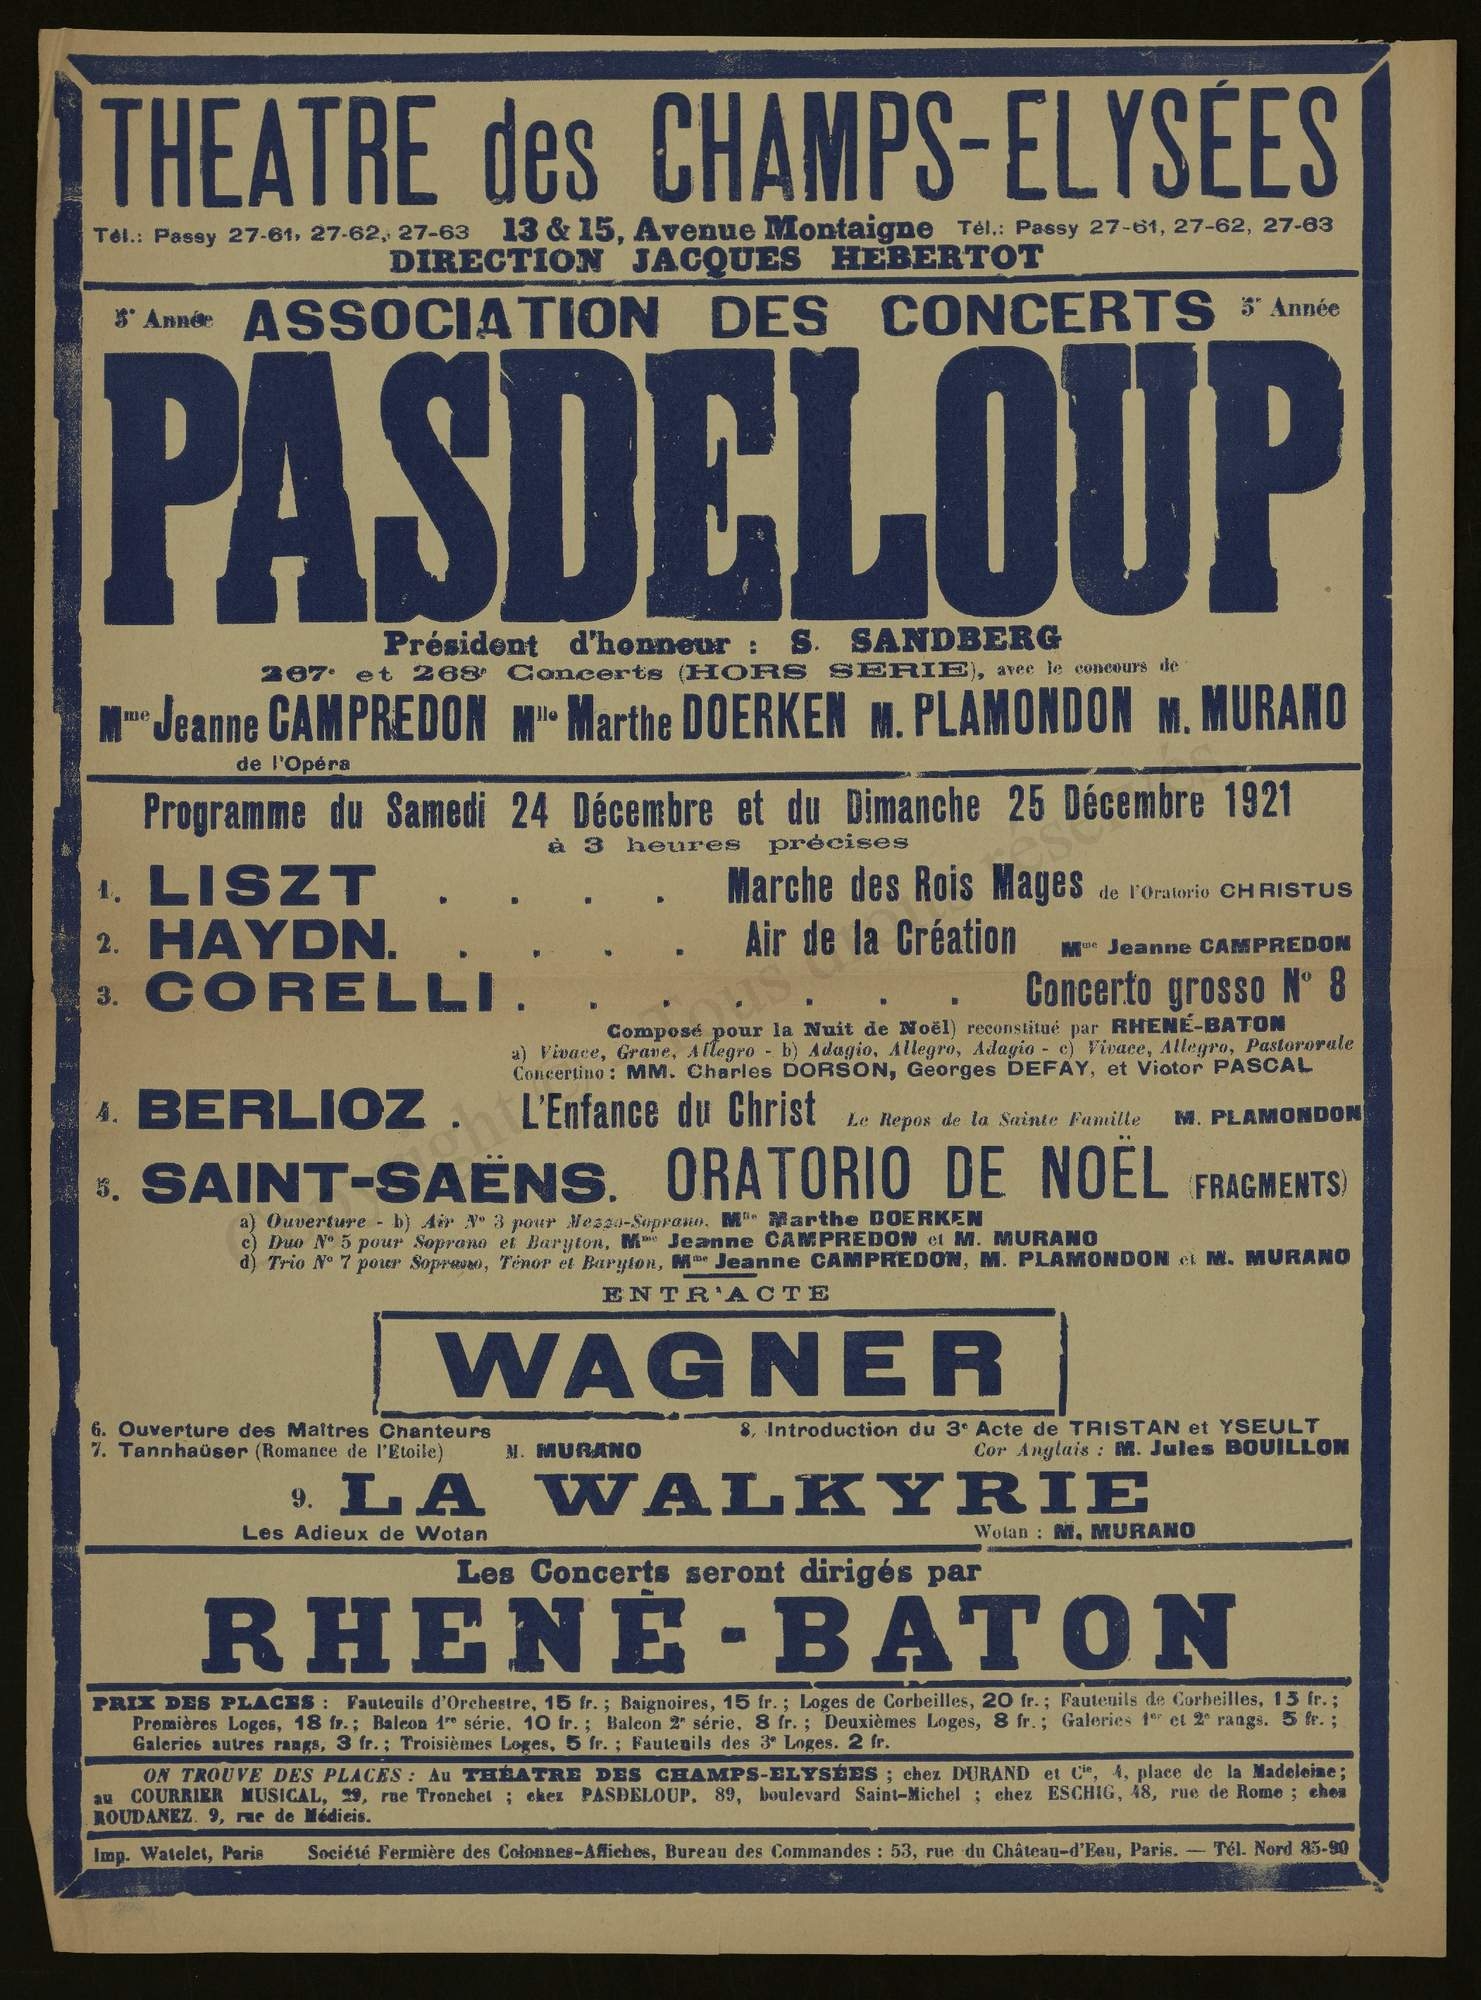 THEATRE des CHAMPS-ELYSÉES
Tél.: Passy 27-61, 27-62, 27-63 13 & 15, Avenue Montaigne Tél.: Passy 27-61, 27-62, 27-63
DIRECTION JACQUES HEBERTOT
5e Année ASSOCIATION DES CONCERTS 5e Année
PASDELOUP
Président d'honneur : S. SANDBERG
267e et 268e Concerts (HORS SERIE), avec le concours de
Mme Jeanne CAMPREDON Mlle Marthe DOERKEN M. PLAMONDON M. MURANO
de l'Opéra
Programme du Samedi 24 Décembre et du Dimanche 25 Décembre 1921
à 3 heures précises
1. LISZT . . . . Marche des Rois Mages de l'Oratorio CHRISTUS
2. HAYDN. . . . . Air de la Création Mme Jeanne CAMPREDON
3. CORELLI. . . . . . . Concerto grosso No 8
Composé pour la Nuit de Noël) reconstitué par RHENÉ-BATON
a) Vivace, Grave, Allegro - b) Adagio, Allegro, Adagio - c) Vivace, Allegro, Pastororale
Concertino : MM. Charles DORSON, Georges DEFAY, et Victor PASCAL
4. BERLIOZ . L'Enfance du Christ Le Repos de la Sainte Famille M. PLAMONDON
5. SAINT-SAËNS. ORATORIO DE NOËL (FRAGMENTS)
a) Ouverture - b) Air No 3 pour Mezzo-Soprano, Mlle Marthe DOERKEN
c) Duo No 5 pour Soprano et Baryton, Mme Jeanne CAMPREDON et M. MURANO
d) Trio No 7 pour Soprano, Ténor et Baryton, Mme Jeanne CAMPREDON, M. PLAMONDON et M. MURANO
ENTR'ACTE
WAGNER
6. Ouverture des Maîtres Chanteurs
7. Tannhaüser (Romance de l'Etoile) M. MURANO
8. Introduction du 3e Acte de TRISTAN et YSEULT
Cor Anglais : M. Jules BOUILLON
9. LA WALKYRIE
Les Adieux de Wotan Wotan : M. MURANO
Les Concerts seront dirigés par
RHENÉ-BATON
PRIX DES PLACES : Fauteuils d'Orchestre, 15 fr. ; Baignoires, 15 fr. ; Loges de Corbeilles, 20 fr. ; Fauteuils de Corbeilles, 15 fr. ;
Premières Loges, 18 fr. ; Balcon 1re série, 10 fr. ; Balcon 2e série, 8 fr. ; Deuxièmes Loges, 8 fr. ; Galeries 1er et 2e rangs. 5 fr. ;
Galeries autres rangs, 3 fr. ; Troisièmes Loges, 5 fr. ; Fauteuils des 3e Loges. 2 fr.
ON TROUVE DES PLACES : Au THÉATRE DES CHAMPS-ELYSÉES ; chez DURAND et Cie, 4, place de la Madeleine ;
au COURRIER MUSICAL, 29, rue Tronchet ; chez PASDELOUP, 89, boulevard Saint-Michel ; chez ESCHIG, 48, rue de Rome ; chez
ROUDANEZ 9, rue de Médicis.
Imp. Watelet, Paris Société Fermière des Colonnes-Affiches, Bureau des Commandes : 53, rue du Château-d'Eau, Paris. — Tél. Nord 85-90
Copyright © Tous droits réservés.